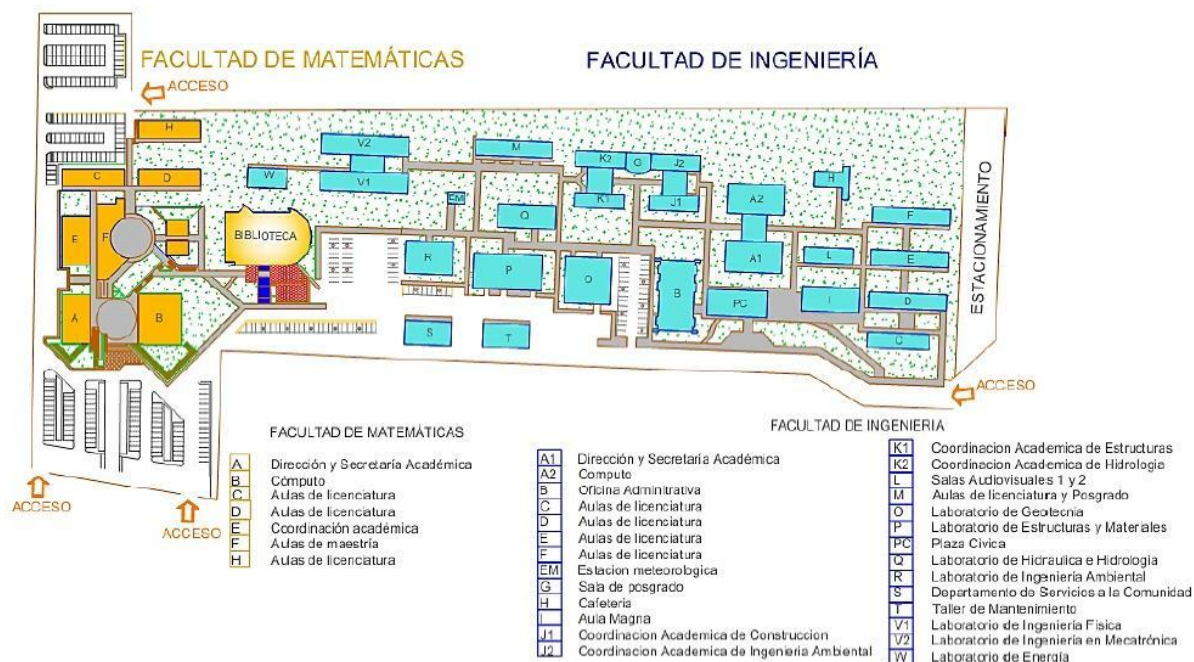 FACULTAD DE MATEMÁTICAS
FACULTAD DE INGENIERÍA
ACCESO
H
V2
M
K2
G
J2
C
D
W
V1
H
K1
J1
A2
EM
E
F
BIBLIOTECA
Q
F
R
P
O
B
A1
L
E
ESTACIONAMIENTO
A
B
PC
I
D
S
T
C
ACCESO
ACCESO
ACCESO
FACULTAD DE MATEMÁTICAS
A Dirección y Secretaría Académica
B Cómputo
C Aulas de licenciatura
D Aulas de licenciatura
E Coordinación académica
F Aulas de maestría
H Aulas de licenciatura
FACULTAD DE INGENIERIA
A1 Dirección y Secretaría Académica
A2 Computo
B Oficina Adminitrativa
C Aulas de licenciatura
D Aulas de licenciatura
E Aulas de licenciatura
F Aulas de licenciatura
EM Estacion meteorologica
G Sala de posgrado
H Cafeteria
I Aula Magna
J1 Coordinacion Academica de Construccion
J2 Coordinacion Academica de Ingenieria Ambiental
K1 Coordinacion Academica de Estructuras
K2 Coordinacion Academica de Hidrologia
L Salas Audiovisuales 1 y 2
M Aulas de licenciatura y Posgrado
O Laboratorio de Geotecnia
P Laboratorio de Estructuras y Materiales
PC Plaza Civica
Q Laboratorio de Hidraulica e Hidrologia
R Laboratorio de Ingeniería Ambiental
S Departamento de Servicios a la Comunidad
T Taller de Mantenimiento
V1 Laboratorio de Ingeniería Fisica
V2 Laboratorio de Ingeniería en Mecatrónica
W Laboratorio de Energía